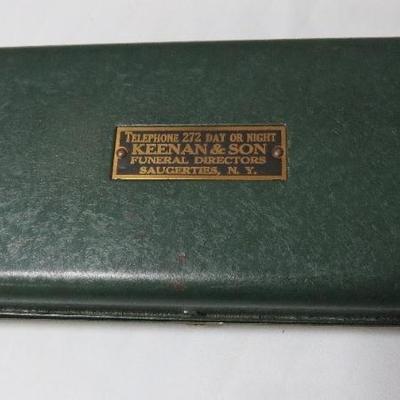 TELEPHONE 272 DAY OR NIGHT
KEENAN & SON
FUNERAL DIRECTORS
SAUGERTIES, N. Y.